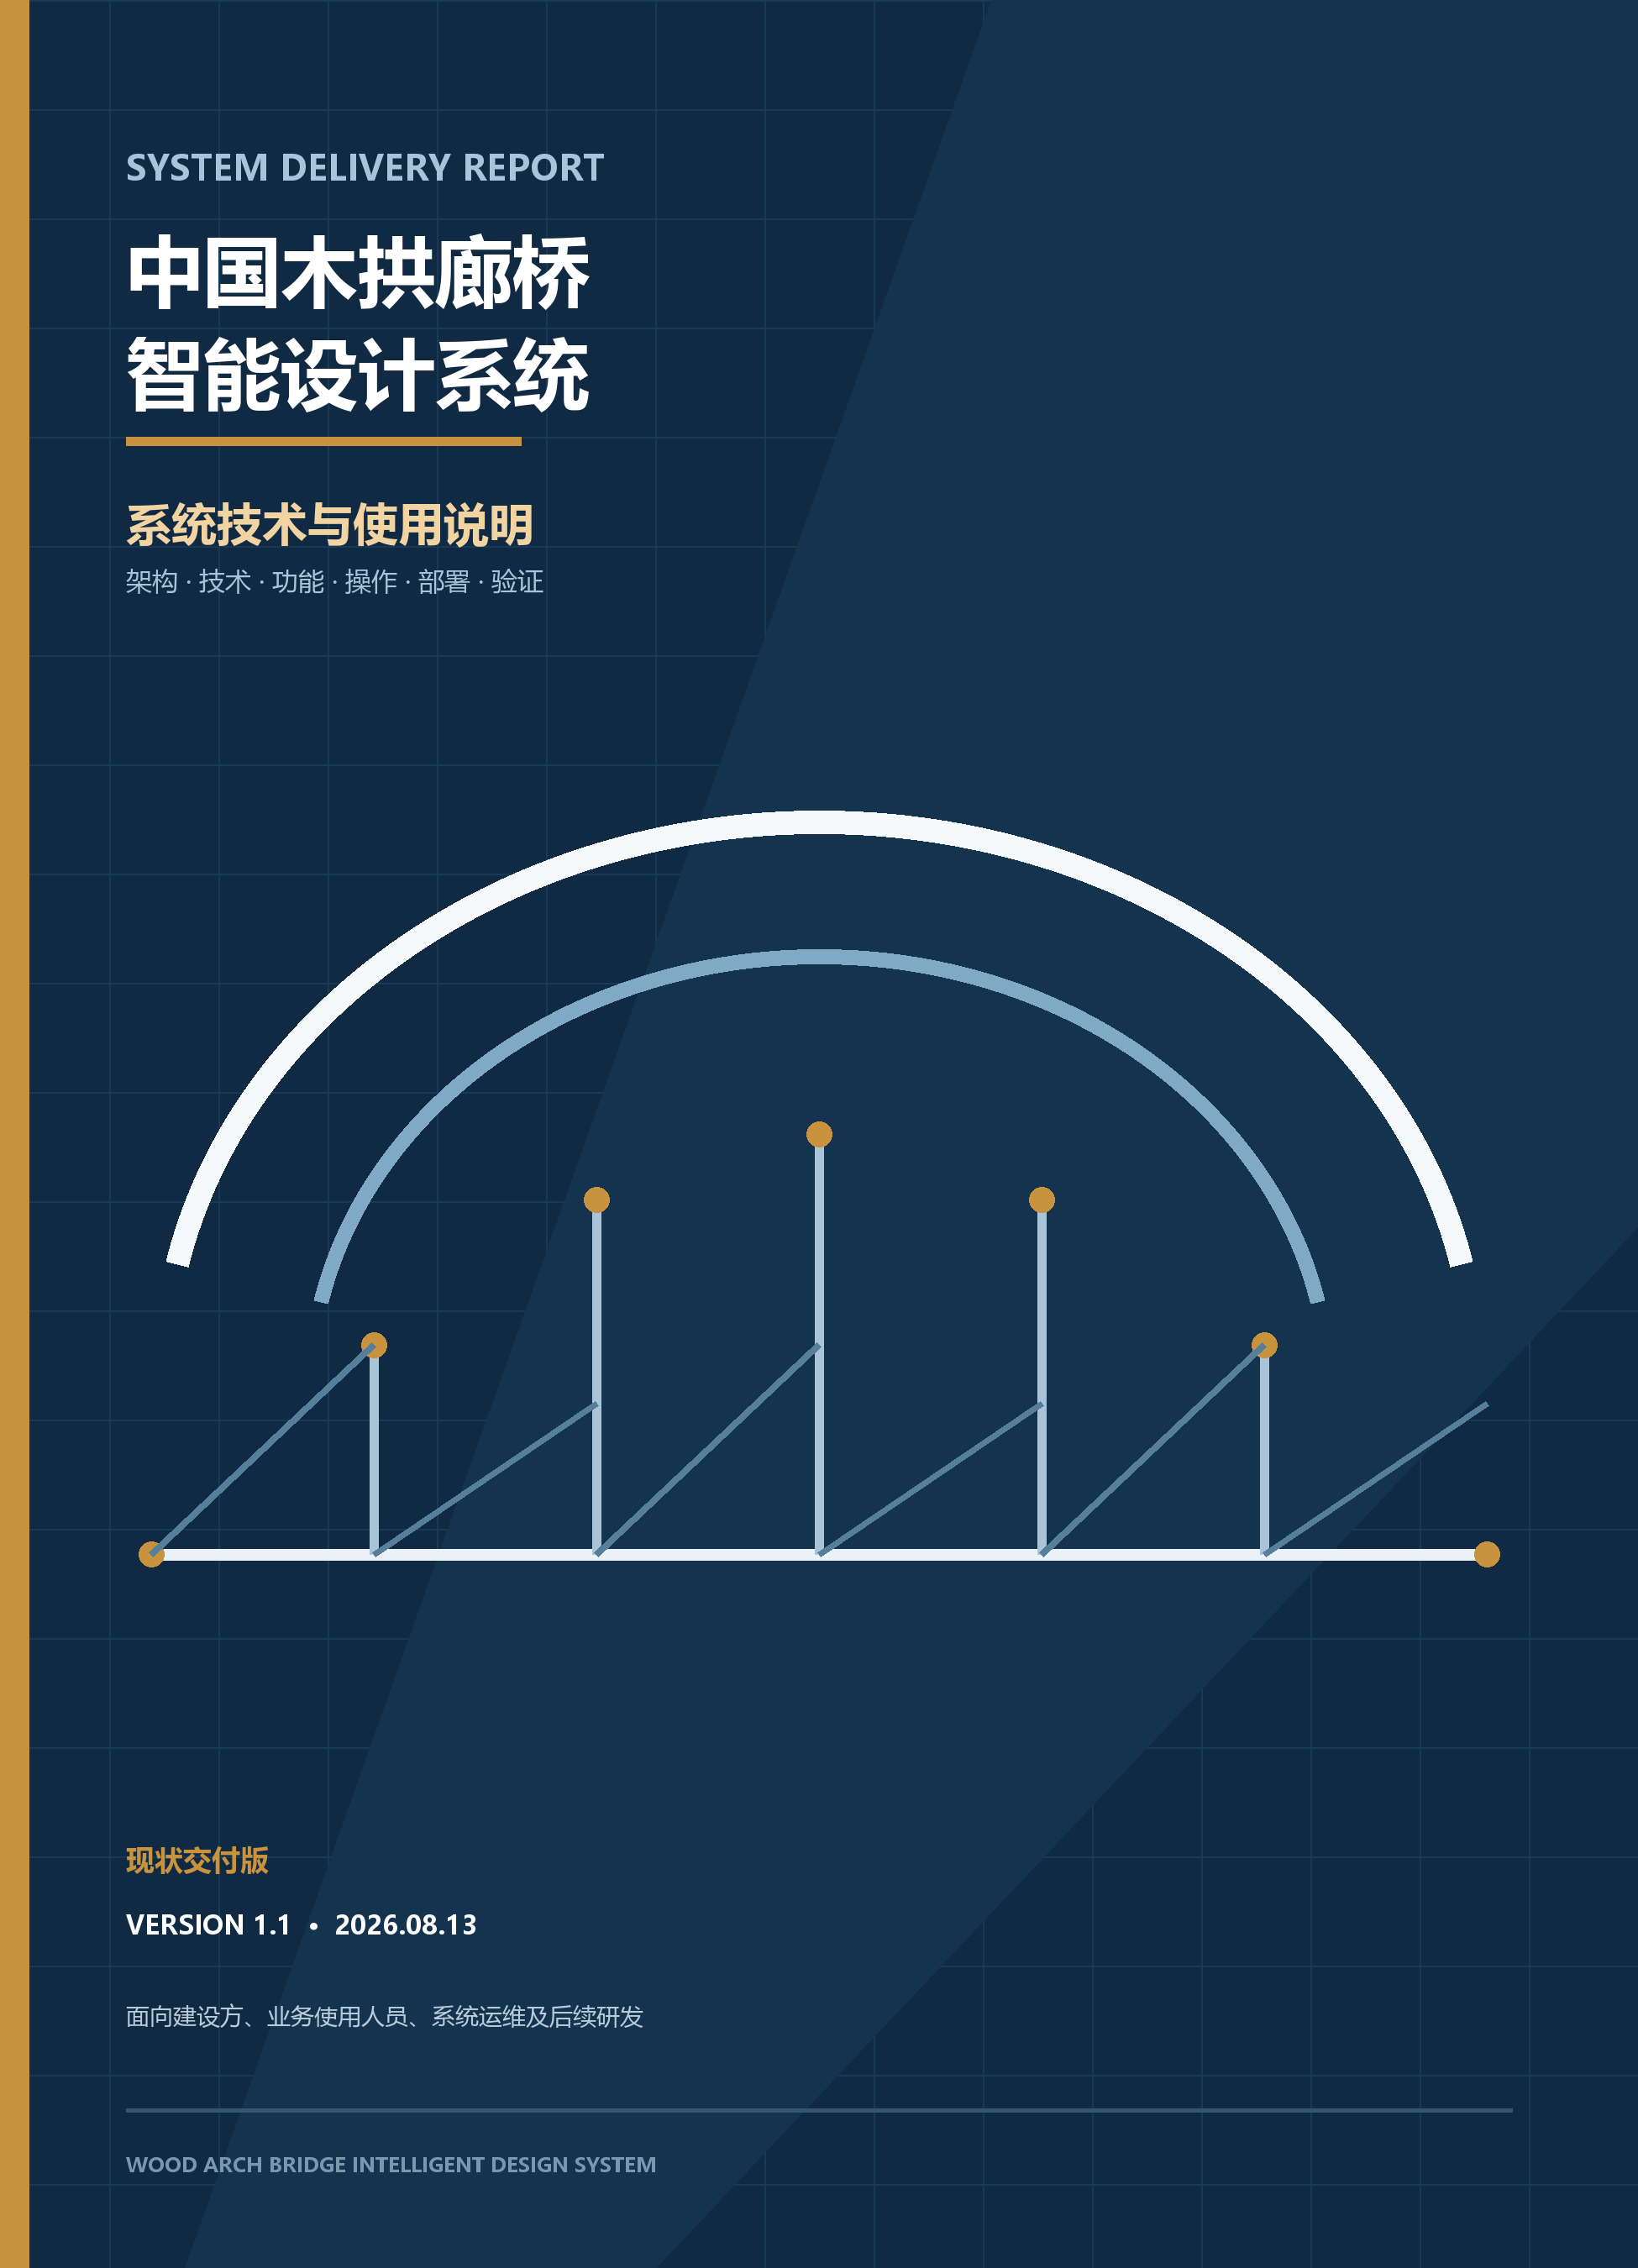 SYSTEM DELIVERY REPORT
中国木拱廊桥
智能设计系统
系统技术与使用说明
架构 · 技术 · 功能 · 操作 · 部署 · 验证
现状交付版
VERSION 1.1 • 2026.08.13
面向建设方、业务使用人员、系统运维及后续研发
WOOD ARCH BRIDGE INTELLIGENT DESIGN SYSTEM